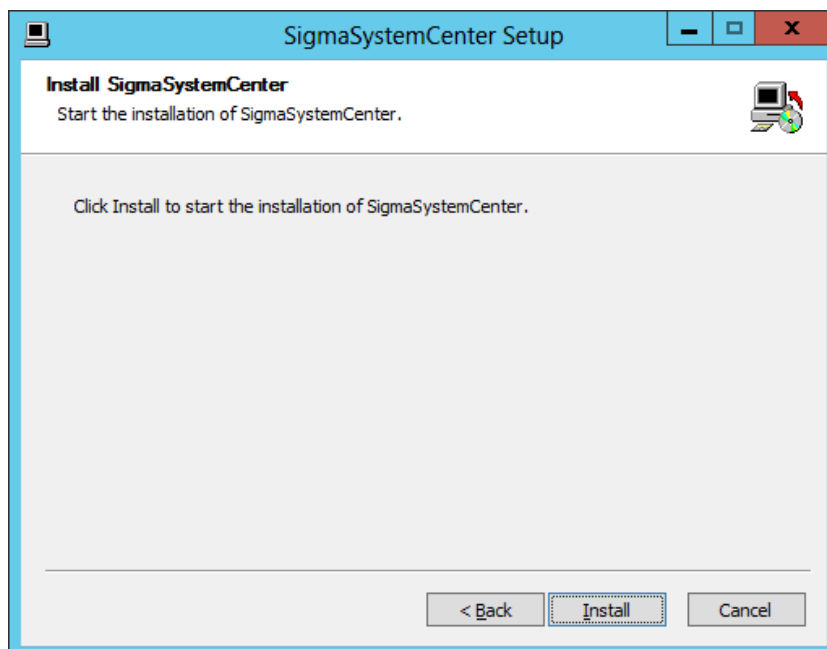 SigmaSystemCenter Setup
Install SigmaSystemCenter
Start the installation of SigmaSystemCenter.
Click Install to start the installation of SigmaSystemCenter.
< Back Install Cancel